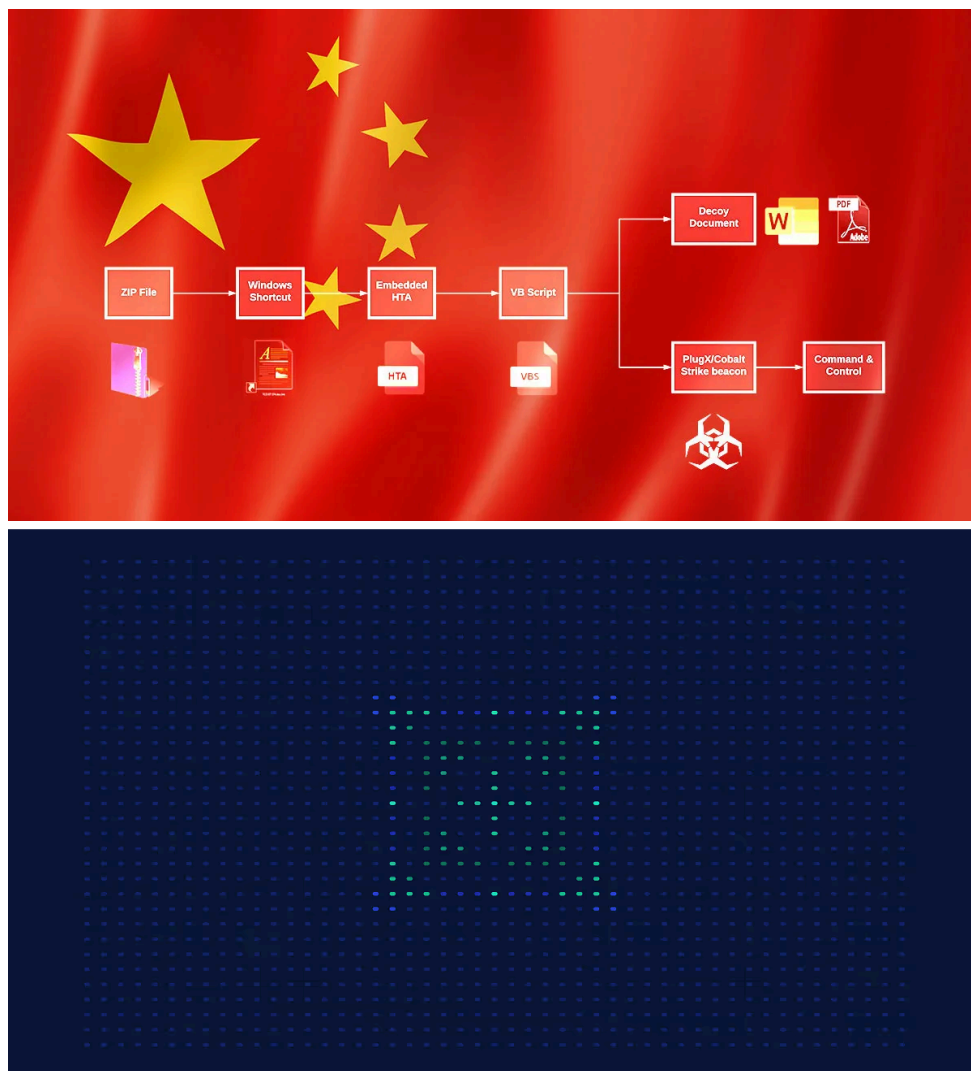 Decoy
Document
W
PDF
Adobe
ZIP File
Windows
Shortcut
Embedded
HTA
VB Script
A
HTA
VBS
PlugX/Cobalt
Strike beacon
Command &
Control